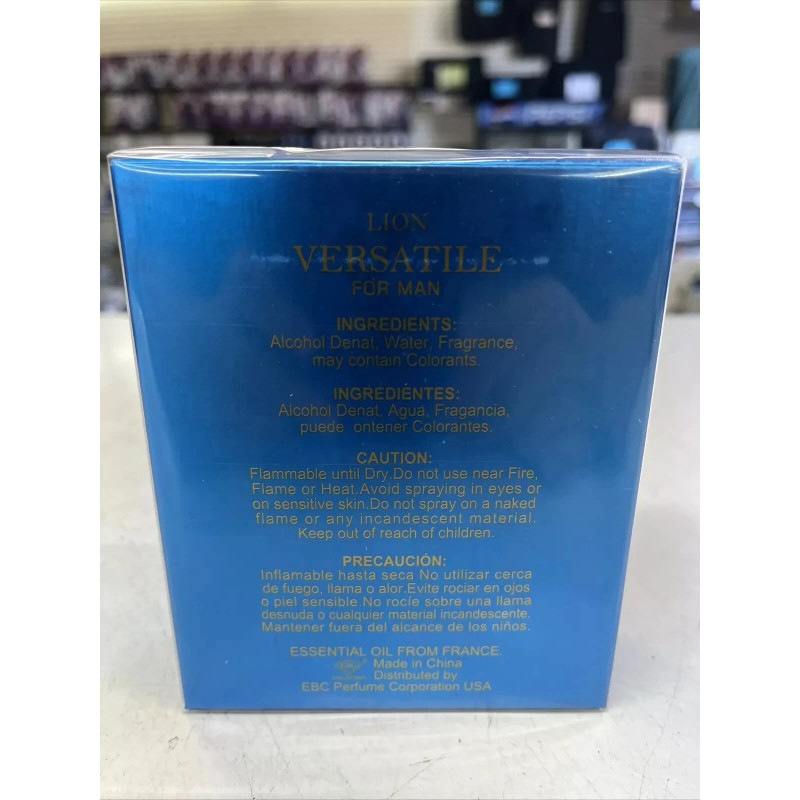 LION
VERSATILE
FOR MAN
INGREDIENTS:
Alcohol Denat, Water, Fragrance,
may contain Colorants.
INGREDIENTES:
Alcohol Denat, Agua, Fragancia,
puede ontener Colorantes.
CAUTION:
Flammable until Dry.Do not use near Fire,
Flame or Heat.Avoid spraying in eyes or
on sensitive skin.Do not spray on a naked
flame or any incandescent material.
Keep out of reach of children.
PRECAUCIÓN:
Inflamable hasta seca No utilizar cerca
de fuego, llama o alor.Evite rociar en ojos
o piel sensible.No rocíe sobre una llama
desnuda o cualquier material incandescente.
Mantener fuera del alcance de los niños.
ESSENTIAL OIL FROM FRANCE.
Made in China
Distributed by
EBC Perfume Corporation USA